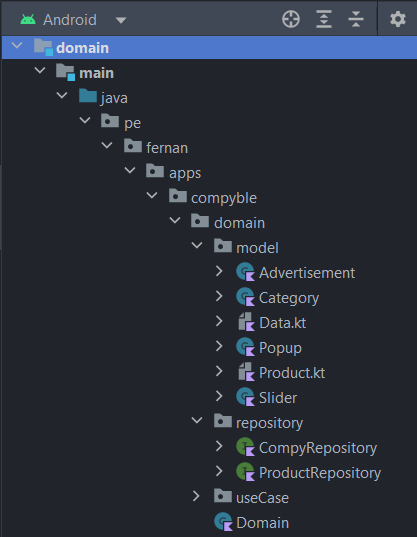 Android
domain
main
java
pe
fernan
apps
compyble
domain
model
Advertisement
Category
Data.kt
Popup
Product.kt
Slider
repository
CompyRepository
ProductRepository
useCase
Domain